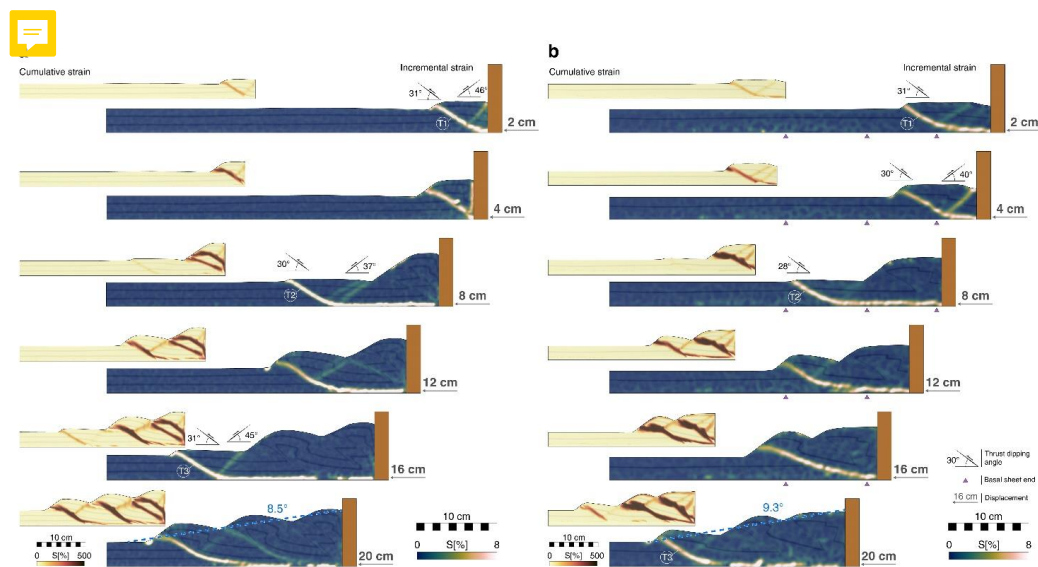 b
Cumulative strain
Incremental strain
31°
46°
T1
2 cm
4 cm
30°
37°
T2
8 cm
12 cm
31°
45°
T3
16 cm
8.5°
10 cm
0 S[%] 500
10 cm
0 S[%] 8
20 cm
Cumulative strain
Incremental strain
31°
T1
2 cm
30°
40°
4 cm
28°
T2
8 cm
12 cm
16 cm
30°
Thrust dipping
angle
Basal sheet end
16 cm
Displacement
9.3°
T3
10 cm
0 S[%] 500
10 cm
0 S[%] 8
20 cm